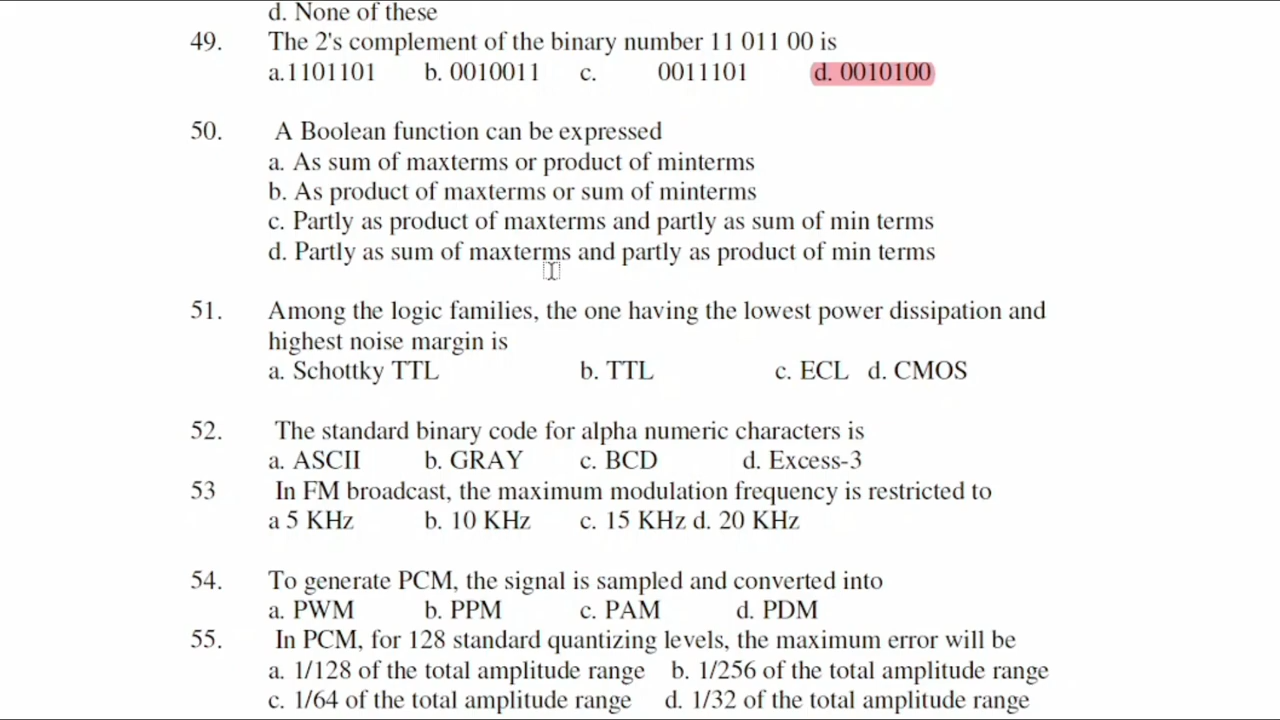 d. None of these
49. The 2's complement of the binary number 11 011 00 is
a.1101101 b. 0010011 c. 0011101 d. 0010100
50. A Boolean function can be expressed
a. As sum of maxterms or product of minterms
b. As product of maxterms or sum of minterms
c. Partly as product of maxterms and partly as sum of min terms
d. Partly as sum of maxterms and partly as product of min terms
51. Among the logic families, the one having the lowest power dissipation and
highest noise margin is
a. Schottky TTL b. TTL c. ECL d. CMOS
52. The standard binary code for alpha numeric characters is
a. ASCII b. GRAY c. BCD d. Excess-3
53 In FM broadcast, the maximum modulation frequency is restricted to
a 5 KHz b. 10 KHz c. 15 KHz d. 20 KHz
54. To generate PCM, the signal is sampled and converted into
a. PWM b. PPM c. PAM d. PDM
55. In PCM, for 128 standard quantizing levels, the maximum error will be
a. 1/128 of the total amplitude range b. 1/256 of the total amplitude range
c. 1/64 of the total amplitude range d. 1/32 of the total amplitude range